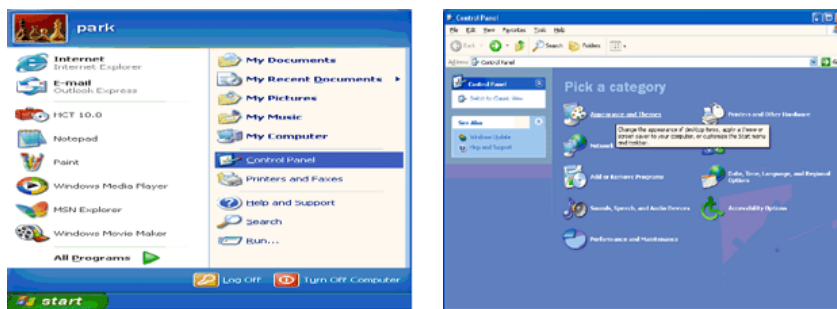 park
Internet
Internet Explorer
E-mail
Outlook Express
HCT 10.0
Notepad
Paint
Windows Media Player
MSN Explorer
Windows Movie Maker
All Programs
My Documents
My Recent Documents
My Pictures
My Music
My Computer
Control Panel
Printers and Faxes
Help and Support
Search
Run...
Log Off
Turn Off Computer
start
Control Panel
File Edit View Favorites Tools Help
Back
Search
Folders
Address
Control Panel
Control Panel
Switch to Classic View
See Also
Windows Update
Help and Support
Pick a category
Appearance and Themes
Printers and Other Hardware
Change the appearance of desktop items, apply a theme or
screen saver to your computer, or customize the Start menu
and taskbar.
Network
Add or Remove Programs
Date, Time, Language, and Regional
Options
Sounds, Speech, and Audio Devices
Accessibility Options
Performance and Maintenance